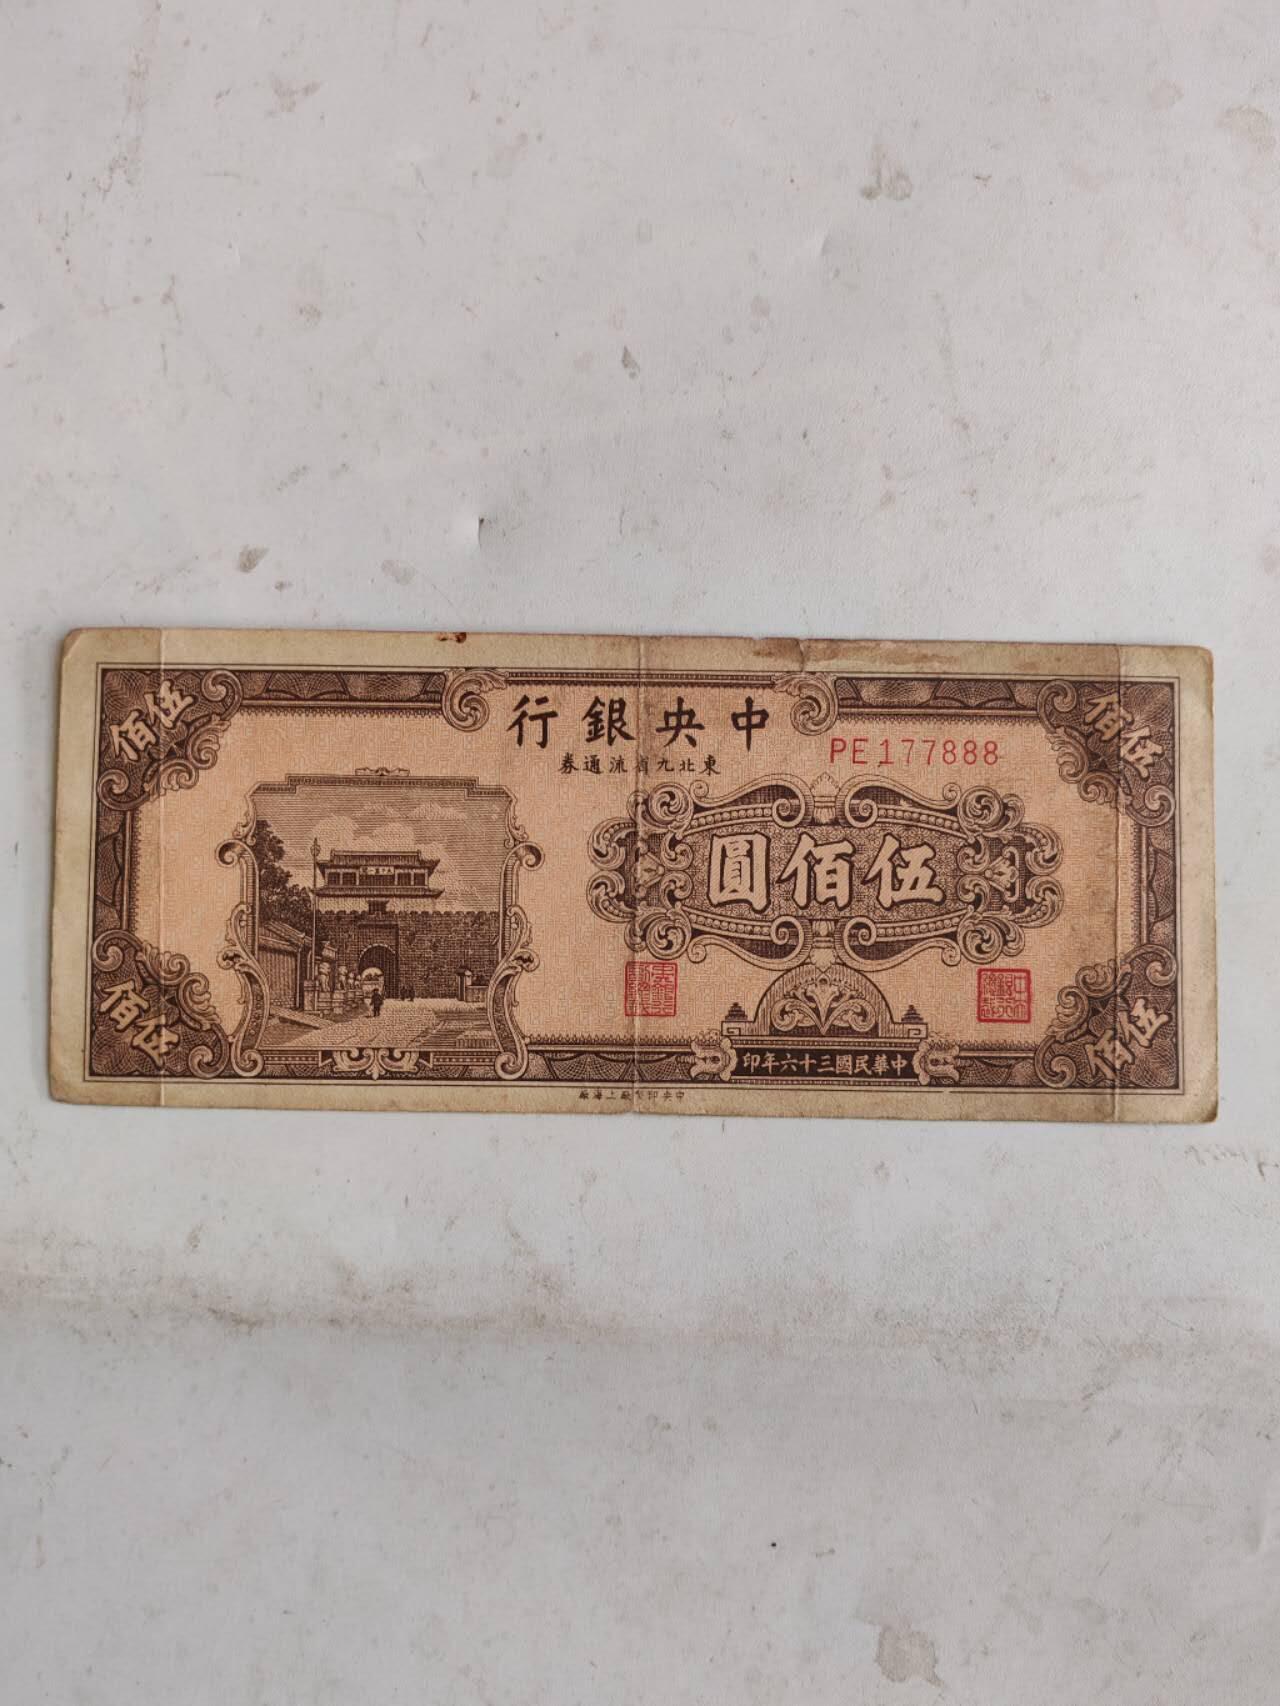 中央銀行
東北九省流通券
PE 177888
伍佰
伍佰
伍佰圓
伍佰
伍佰
中華民國三十六年印
中央印製廠上海廠